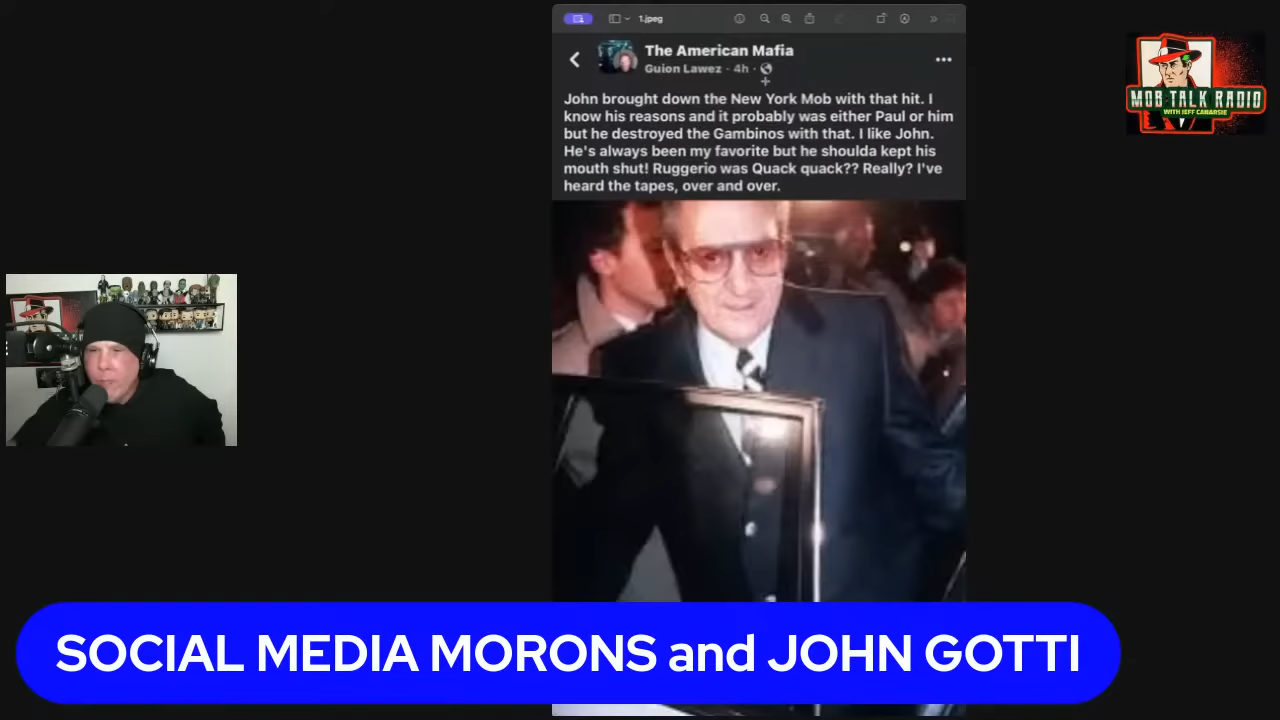 1.jpeg
The American Mafia
Guion Lawez · 4h ·
John brought down the New York Mob with that hit. I
know his reasons and it probably was either Paul or him
but he destroyed the Gambinos with that. I like John.
He's always been my favorite but he shoulda kept his
mouth shut! Ruggerio was Quack quack?? Really? I've
heard the tapes, over and over.
MOB TALK RADIO
WITH JEFF CANARSIE
SOCIAL MEDIA MORONS and JOHN GOTTI